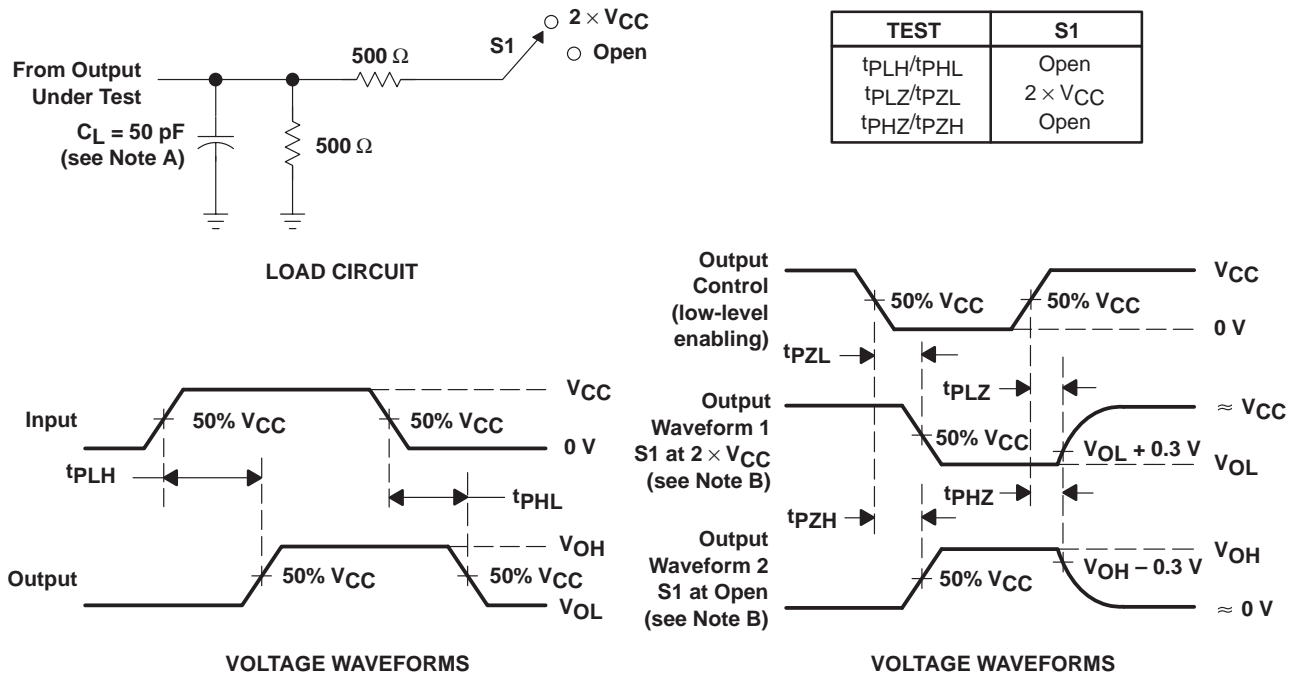 2 × VCC
S1
Open
500 Ω
From Output
Under Test
CL = 50 pF
(see Note A)
500 Ω
LOAD CIRCUIT
TEST S1
tPLH/tPHL Open
tPLZ/tPZL 2 × VCC
tPHZ/tPZH Open
Input
50% VCC
50% VCC
VCC
0 V
tPLH
tPHL
Output
50% VCC
50% VCC
VOH
VOL
VOLTAGE WAVEFORMS
Output
Control
(low-level
enabling)
50% VCC
50% VCC
VCC
0 V
tPZL
tPLZ
Output
Waveform 1
S1 at 2 × VCC
(see Note B)
50% VCC
≈ VCC
VOL + 0.3 V
VOL
tPHZ
tPZH
Output
Waveform 2
S1 at Open
(see Note B)
50% VCC
VOH
VOH − 0.3 V
≈ 0 V
VOLTAGE WAVEFORMS